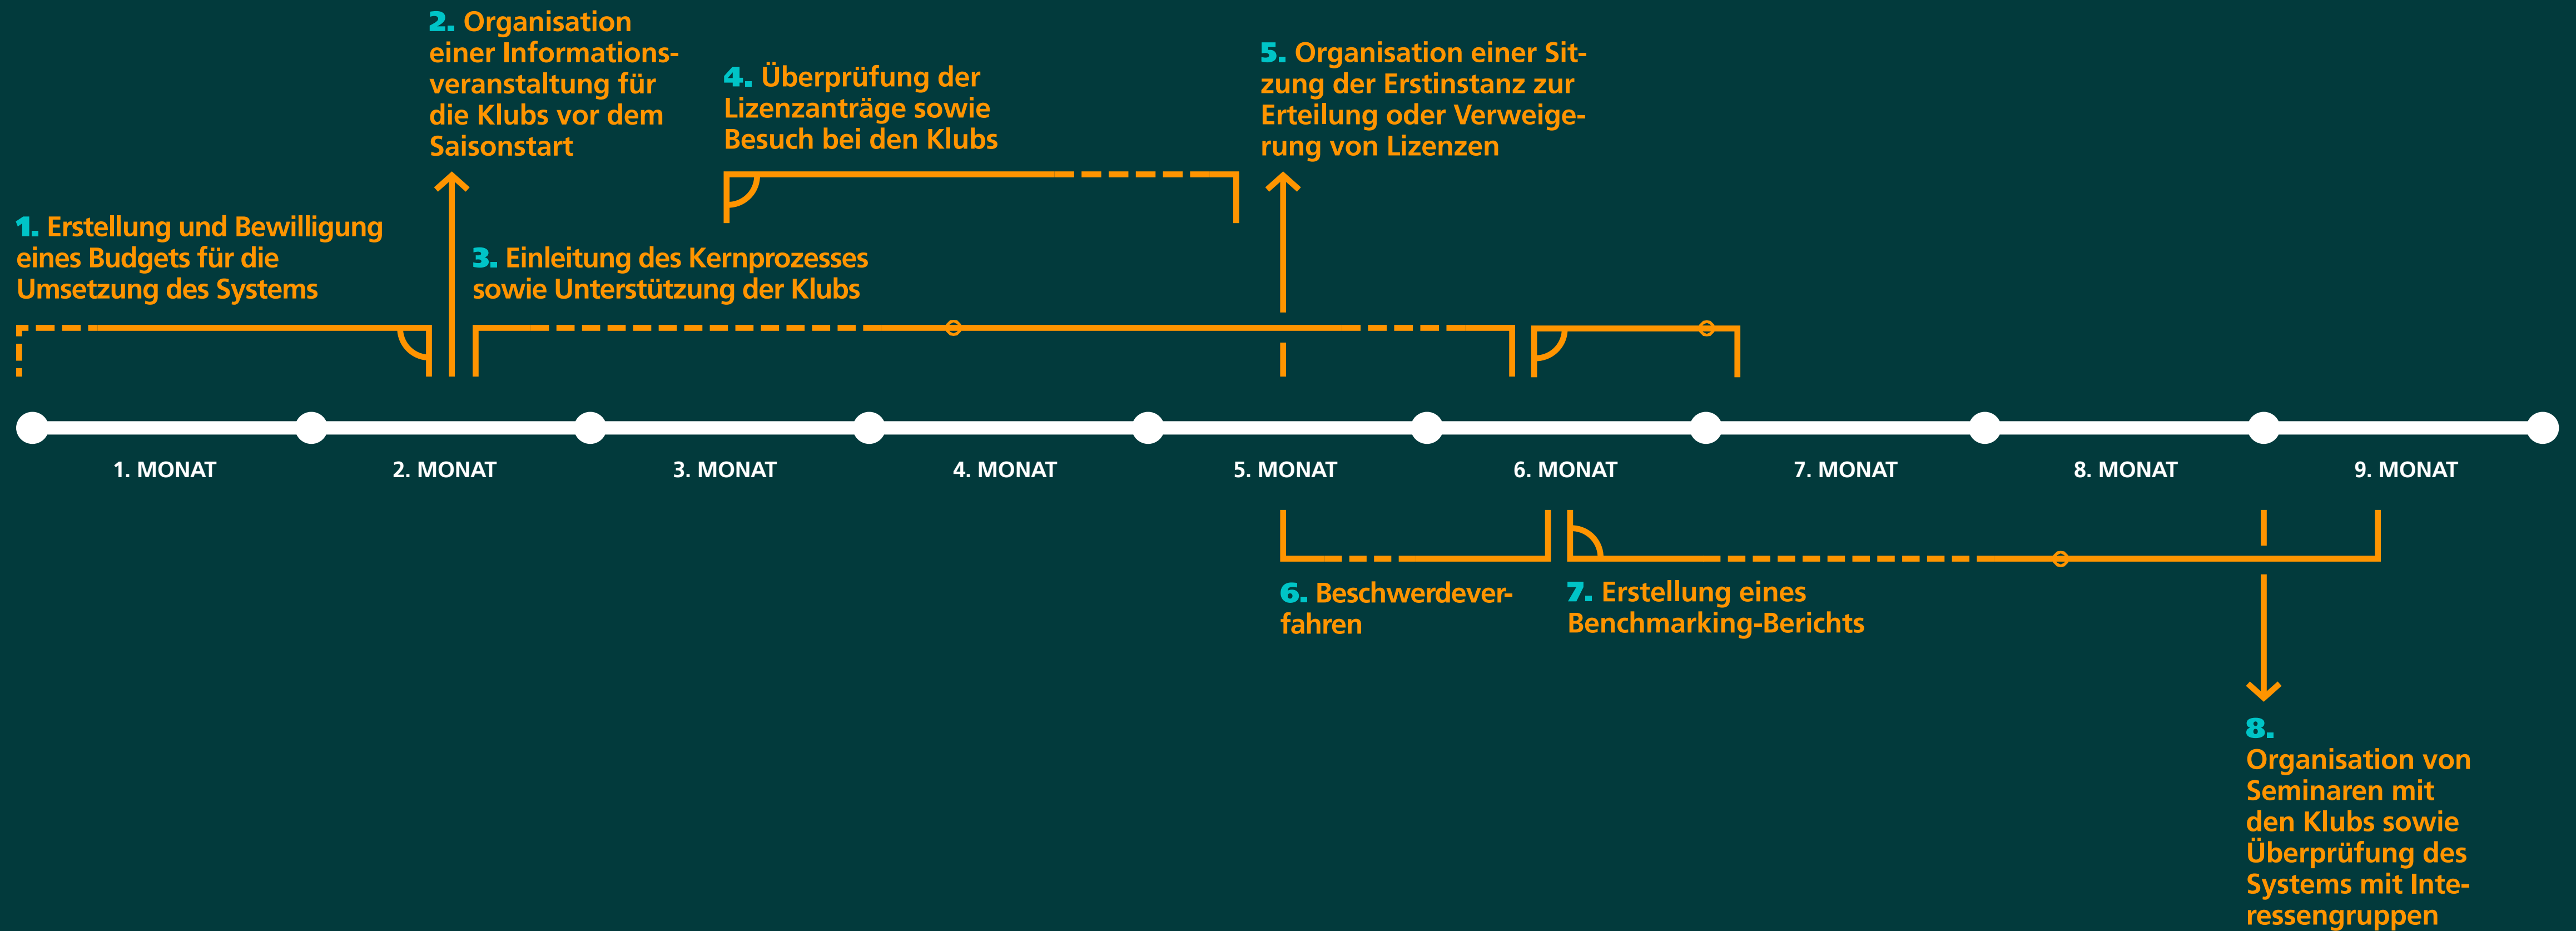 1. Erstellung und Bewilligung
eines Budgets für die
Umsetzung des Systems
2. Organisation
einer Informations-
veranstaltung für
die Klubs vor dem
Saisonstart
3. Einleitung des Kernprozesses
sowie Unterstützung der Klubs
4. Überprüfung der
Lizenzanträge sowie
Besuch bei den Klubs
5. Organisation einer Sit-
zung der Erstinstanz zur
Erteilung oder Verweige-
rung von Lizenzen
1. MONAT
2. MONAT
3. MONAT
4. MONAT
5. MONAT
6. MONAT
7. MONAT
8. MONAT
9. MONAT
6. Beschwerdever-
fahren
7. Erstellung eines
Benchmarking-Berichts
8.
Organisation von
Seminaren mit
den Klubs sowie
Überprüfung des
Systems mit Inte-
ressengruppen